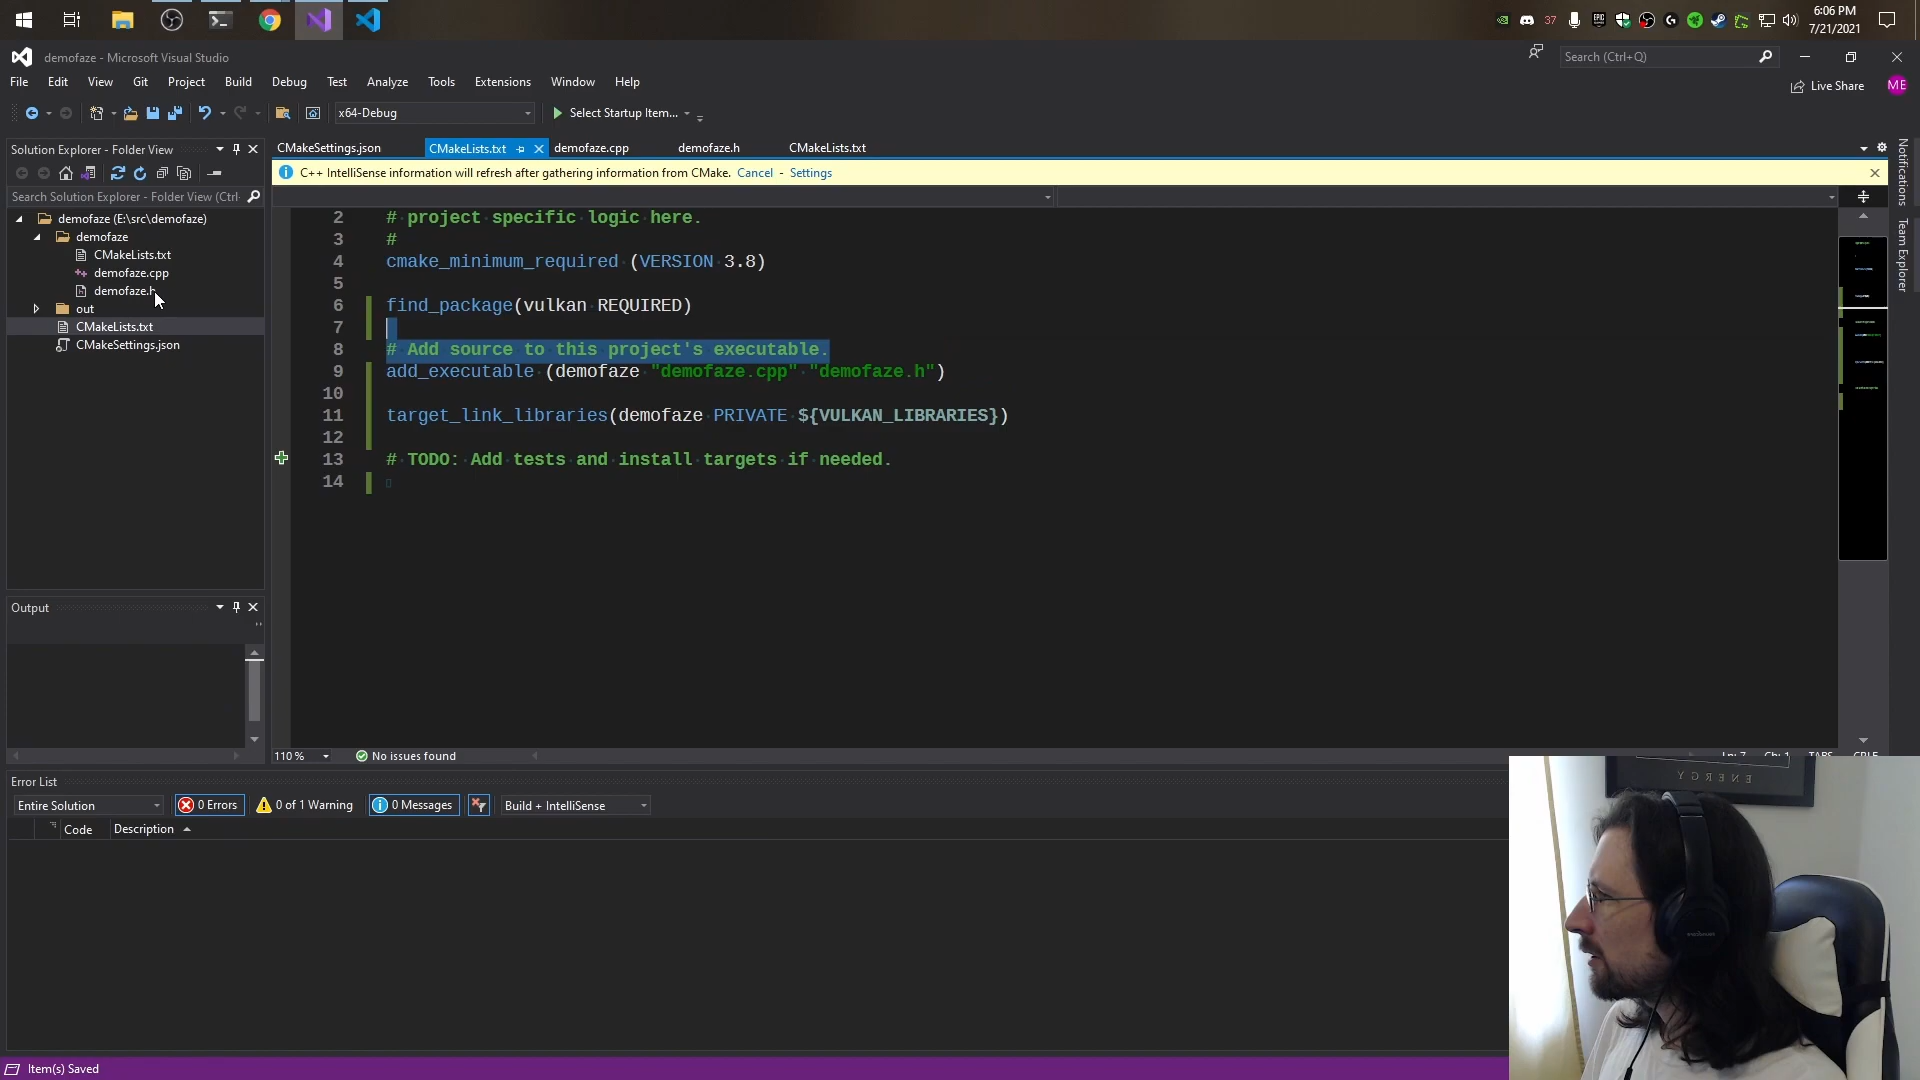 37
6:06 PM
7/21/2021
demofaze - Microsoft Visual Studio
Search (Ctrl+Q)
File Edit View Git Project Build Debug Test Analyze Tools Extensions Window Help
Live Share
ME
x64-Debug
Select Startup Item...
Solution Explorer - Folder View
CMakeSettings.json
CMakeLists.txt
demofaze.cpp
demofaze.h
CMakeLists.txt
C++ IntelliSense information will refresh after gathering information from CMake. Cancel - Settings
Search Solution Explorer - Folder View (Ctrl
demofaze (E:\src\demofaze)
demofaze
CMakeLists.txt
demofaze.cpp
demofaze.h
out
CMakeLists.txt
CMakeSettings.json
Notifications
Team Explorer
2 # project specific logic here.
3 #
4 cmake_minimum_required (VERSION 3.8)
5
6 find_package(vulkan REQUIRED)
7
8 # Add source to this project's executable.
9 add_executable (demofaze "demofaze.cpp" "demofaze.h")
10
11 target_link_libraries(demofaze PRIVATE ${VULKAN_LIBRARIES})
12
13 # TODO: Add tests and install targets if needed.
14
Output
110 %
No issues found
Error List
Entire Solution
0 Errors
0 of 1 Warning
0 Messages
Build + IntelliSense
Code
Description
Item(s) Saved